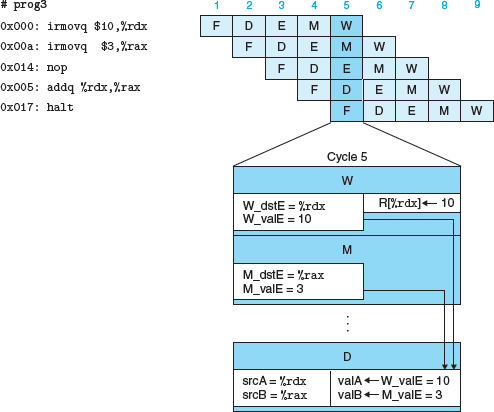 # prog3
1 2 3 4 5 6 7 8 9
0x000: irmovq $10,%rdx F D E M W
0x00a: irmovq $3,%rax F D E M W
0x014: nop F D E M W
0x005: addq %rdx,%rax F D E M W
0x017: halt F D E M W
Cycle 5
W
W_dstE = %rdx R[%rdx]← 10
W_valE = 10
M
M_dstE = %rax
M_valE = 3
⋮
D
srcA = %rdx valA ← W_valE = 10
srcB = %rax valB ← M_valE = 3